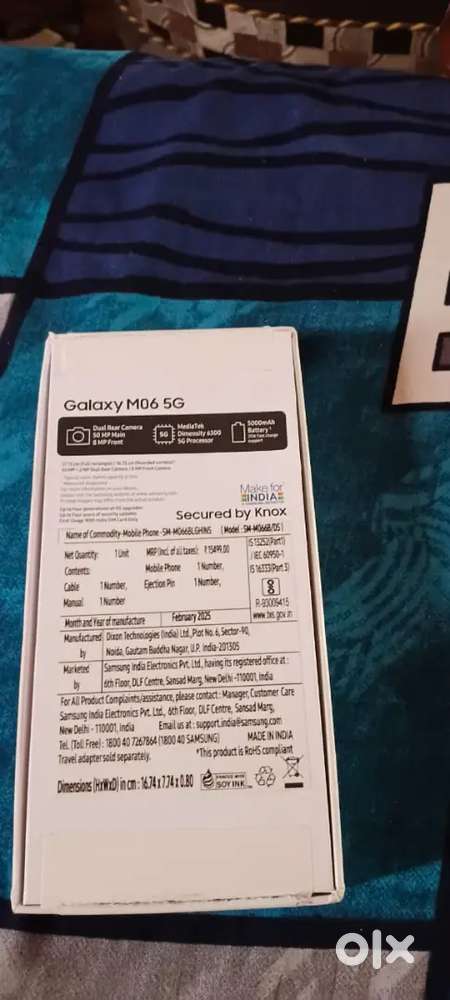 Galaxy M06 5G
Dual Rear Camera
50 MP Main
8 MP Front
5G
MediaTek
Dimensity 6300
5G Processor
5000mAh
Battery*
25W Fast Charge
Support
Make for
INDIA
Secured by Knox
Name of Commodity-Mobile Phone -SM-M066BLGHINS ( Model : SM-M066B/DS )
Net Quantity: 1 Unit MRP (Incl. of all taxes): ₹ 15499.00
Contents: Mobile Phone 1 Number,
Cable 1 Number, Ejection Pin 1 Number,
Manual 1 Number
IS 13252(Part1)
/ IEC 60950-1
IS 16333(Part 3)
R-93009415
www.bis.gov.in
Month and Year of manufacture February 2025
Manufactured by Dixon Technologies (India) Ltd., Plot No. 6, Sector-90,
Noida, Gautam Buddha Nagar, U.P. India-201305
Marketed by Samsung India Electronics Pvt. Ltd., having its registered office at :
6th Floor, DLF Centre, Sansad Marg, New Delhi -110001, India
For All Product Complaints/assistance, please contact : Manager, Customer Care
Samsung India Electronics Pvt. Ltd., 6th Floor, DLF Centre, Sansad Marg,
New Delhi - 110001, India Email us at : support.india@samsung.com
Tel. (Toll Free) : 1800 40 7267864 (1800 40 SAMSUNG) MADE IN INDIA
Travel adapter sold separately. *This product is RoHS compliant
Dimensions (HxWxD) in cm : 16.74 x 7.74 x 0.80
PRINTED WITH
SOY INK
olx